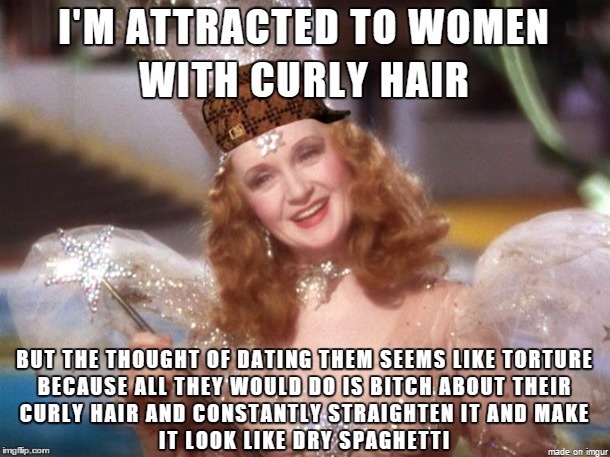 I'M ATTRACTED TO WOMEN
WITH CURLY HAIR
BUT THE THOUGHT OF DATING THEM SEEMS LIKE TORTURE
BECAUSE ALL THEY WOULD DO IS BITCH ABOUT THEIR
CURLY HAIR AND CONSTANTLY STRAIGHTEN IT AND MAKE
IT LOOK LIKE DRY SPAGHETTI
imgflip.com
made on imgur